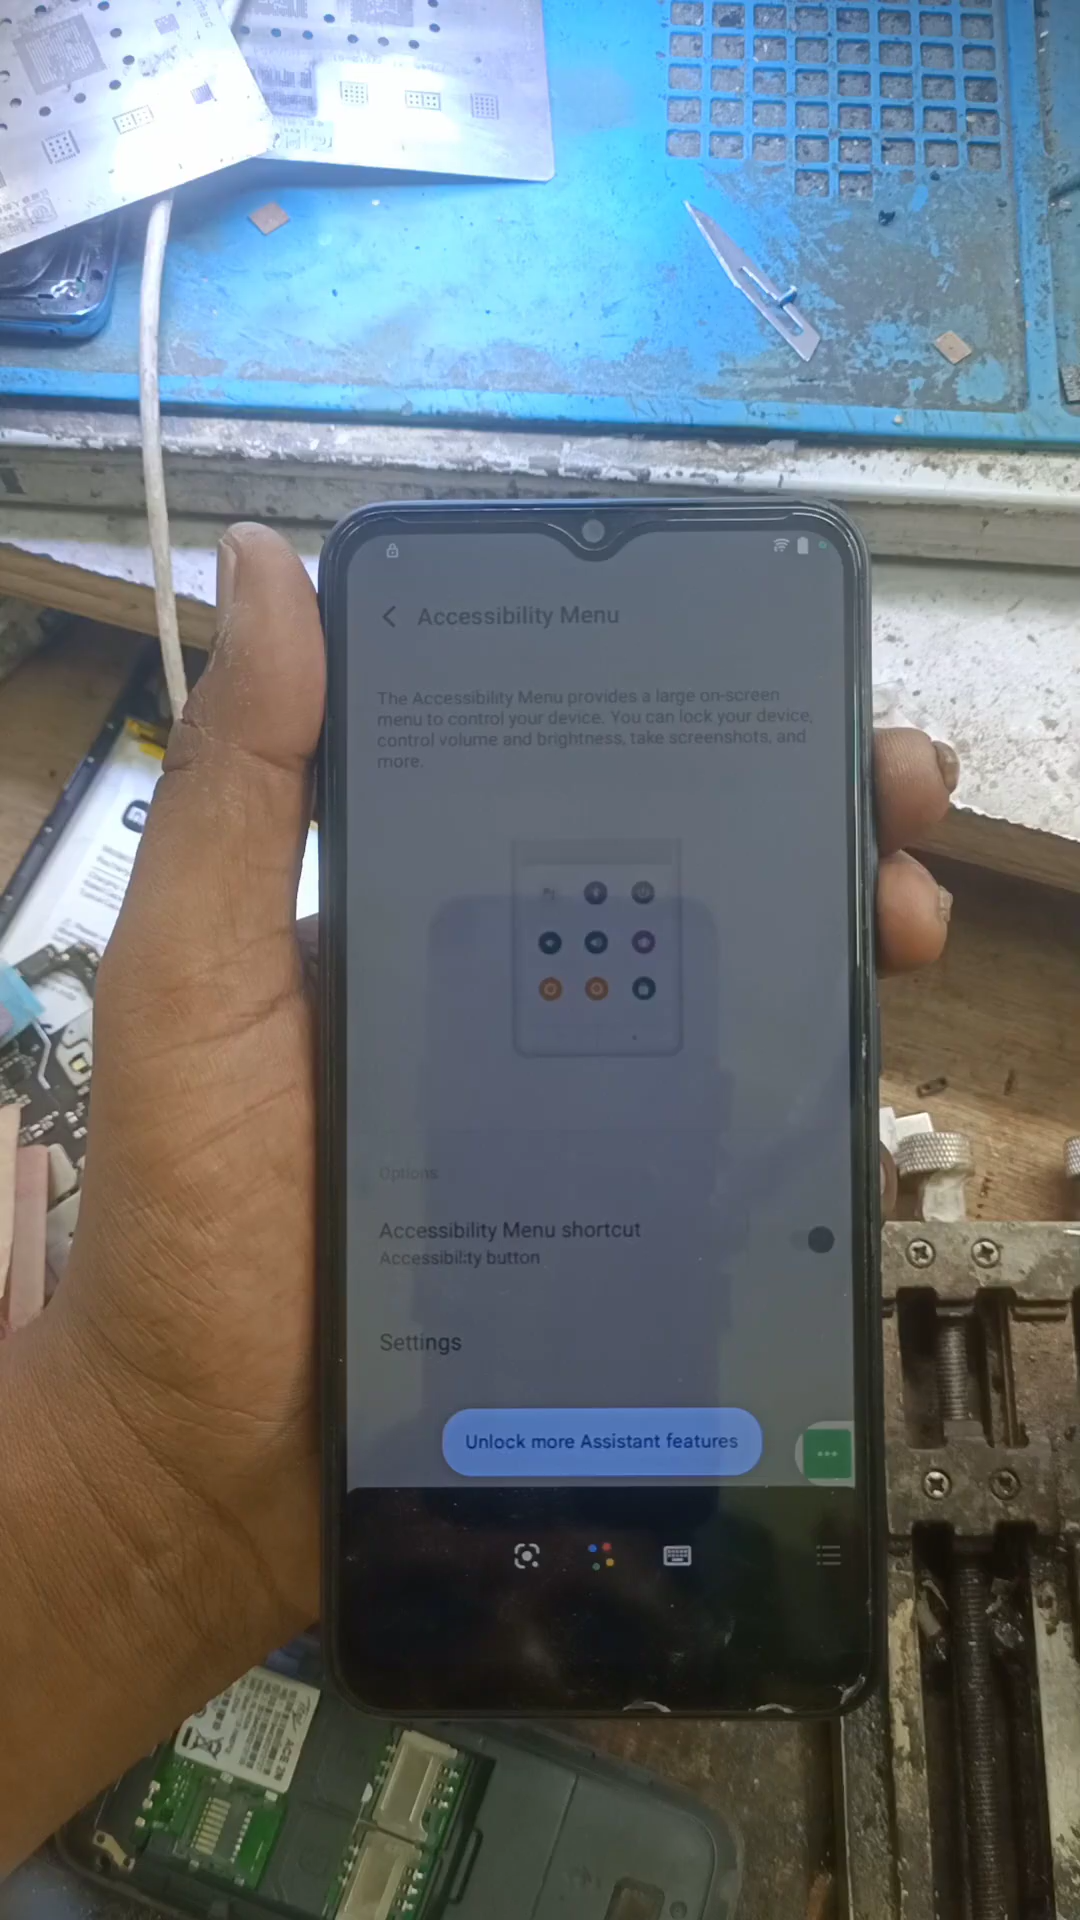 Accessibility Menu
The Accessibility Menu provides a large on-screen
menu to control your device. You can lock your device,
control volume and brightness, take screenshots, and
more.
Options
Accessibility Menu shortcut
Accessibility button
Settings
Unlock more Assistant features